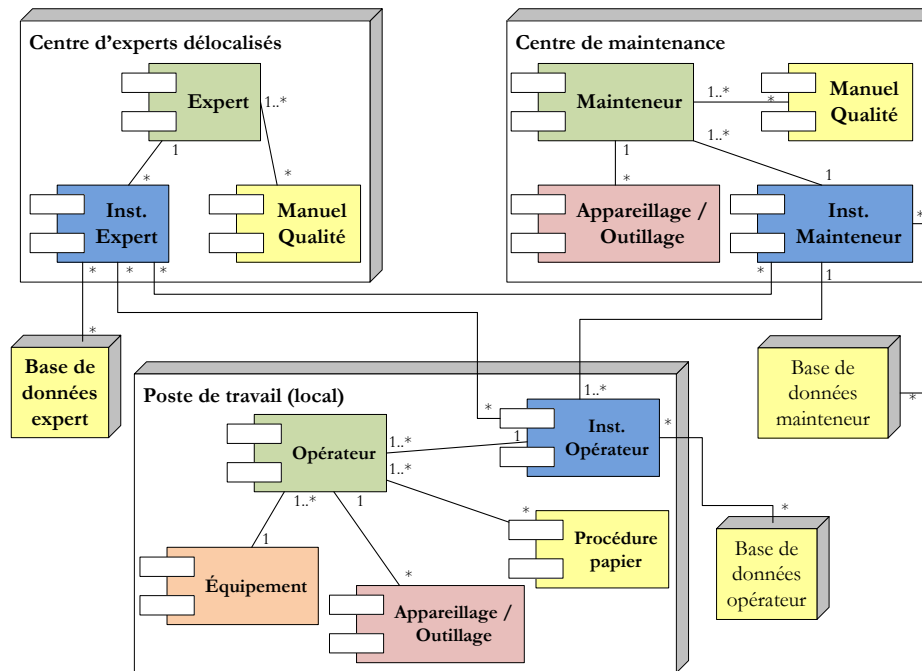 Centre d'experts délocalisés
Expert
1..*
1
*
*
Inst.
Expert
Manuel
Qualité
*
*
*
*
Base de
données
expert
Centre de maintenance
Mainteneur
1..*
*
Manuel
Qualité
1..*
1
*
1
Appareillage /
Outillage
Inst.
Mainteneur
*
*
1
Base de
données
mainteneur
*
Poste de travail (local)
1..*
*
Inst.
Opérateur
*
Opérateur
1..*
1
1..*
1..*
1
*
Procédure
papier
*
Base de
données
opérateur
1
Équipement
*
Appareillage /
Outillage